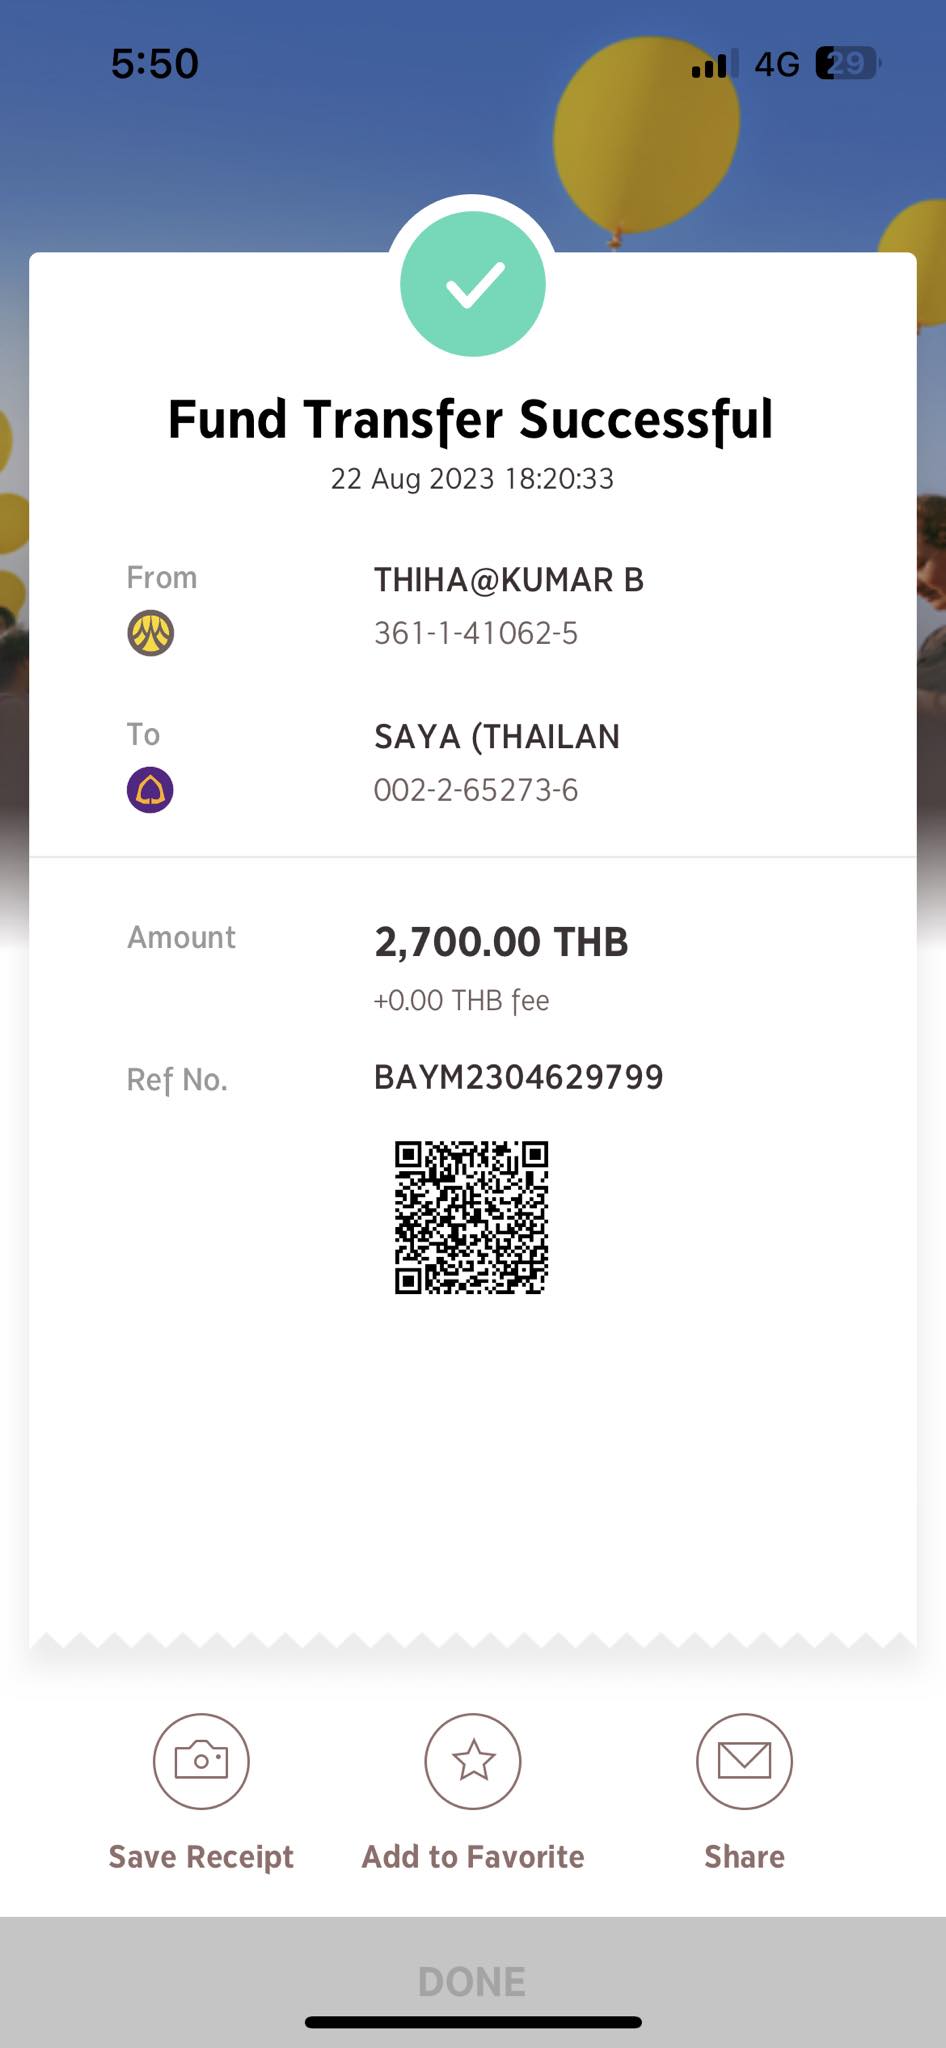 5:50
4G 29
Fund Transfer Successful
22 Aug 2023 18:20:33
From
THIHA@KUMAR B
361-1-41062-5
To
SAYA (THAILAN
002-2-65273-6
Amount
2,700.00 THB
+0.00 THB fee
Ref No.
BAYM2304629799
Save Receipt
Add to Favorite
Share
DONE